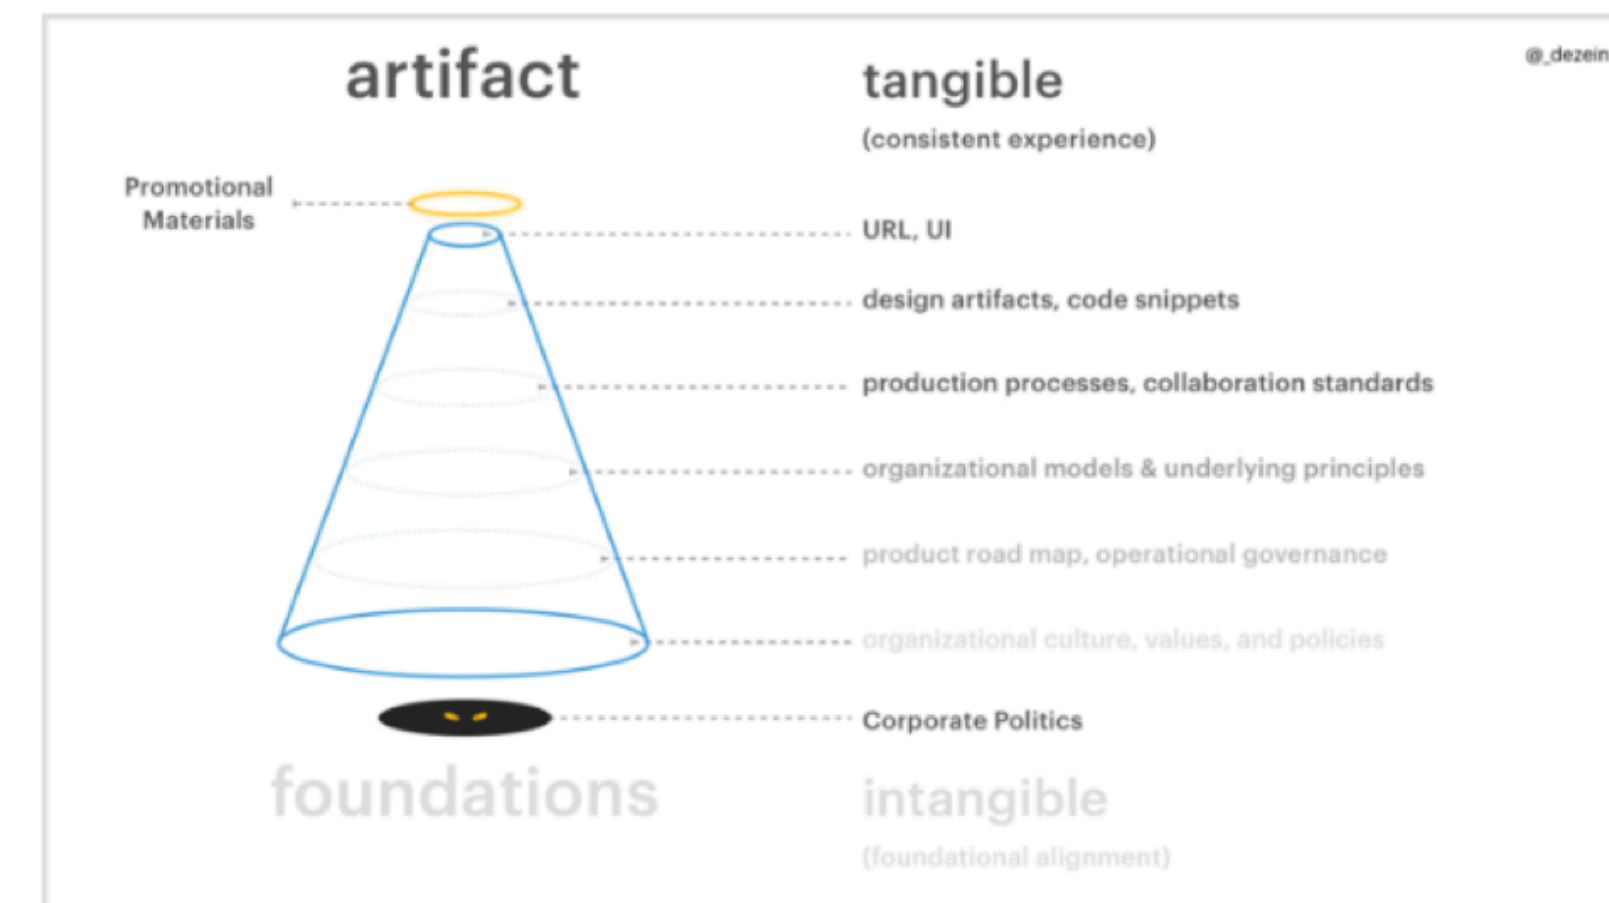 artifact
tangible
@_dezein
(consistent experience)
Promotional
Materials
URL, UI
design artifacts, code snippets
production processes, collaboration standards
organizational models & underlying principles
product road map, operational governance
organizational culture, values, and policies
Corporate Politics
foundations
intangible
(foundational alignment)